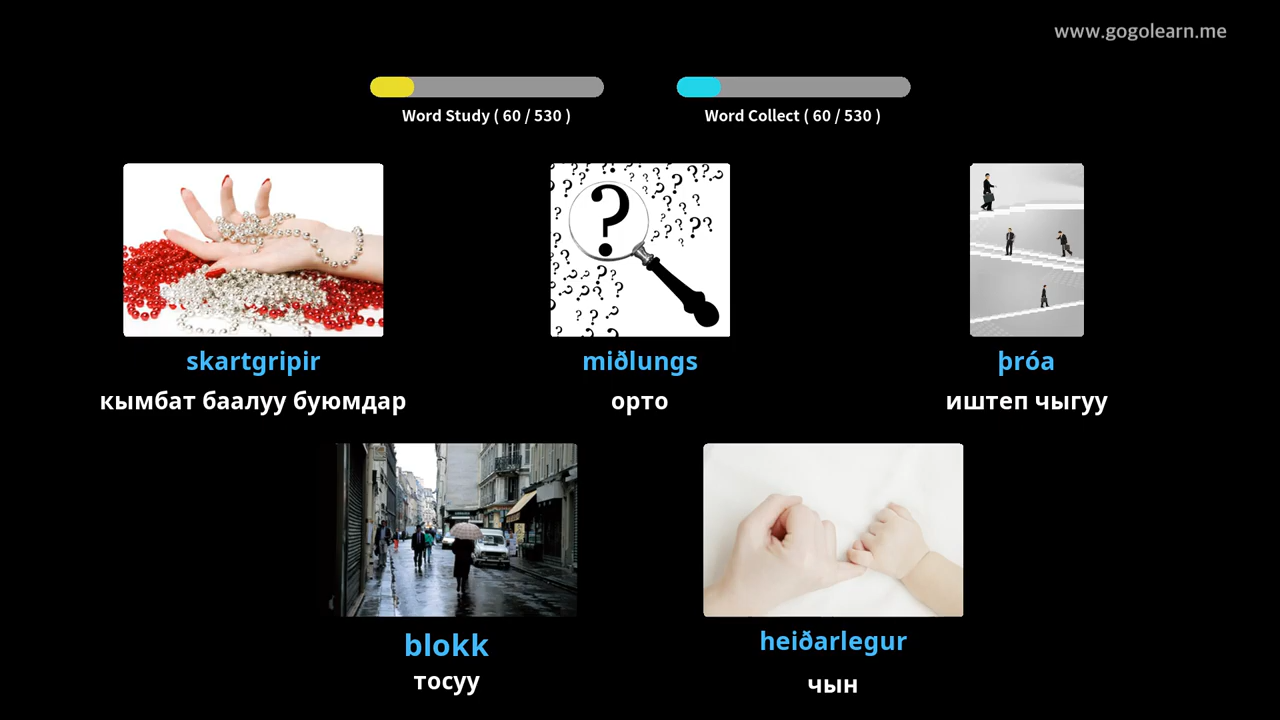 www.gogolearn.me
Word Study ( 60 / 530 )
Word Collect ( 60 / 530 )
skartgripir
кымбат баалуу буюмдар
miðlungs
орто
þróa
иштеп чыгуу
blokk
тосуу
heiðarlegur
чын